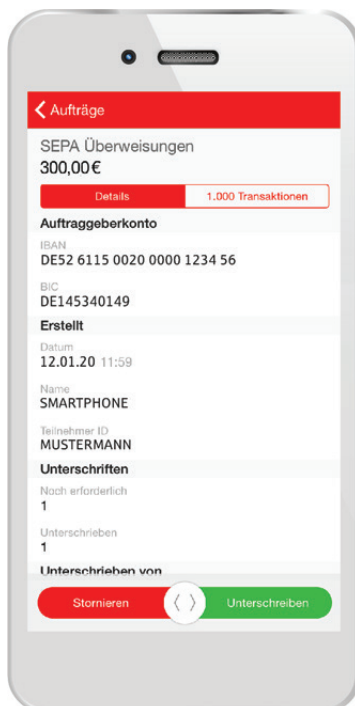 Aufträge
SEPA Überweisungen
300,00€
Details
1.000 Transaktionen
Auftraggeberkonto
IBAN
DE52 6115 0020 0000 1234 56
BIC
DE145340149
Erstellt
Datum
12.01.20 11:59
Name
SMARTPHONE
Teilnehmer ID
MUSTERMANN
Unterschriften
Noch erforderlich
1
Unterschrieben
1
Unterschrieben von
Stornieren
Unterschreiben